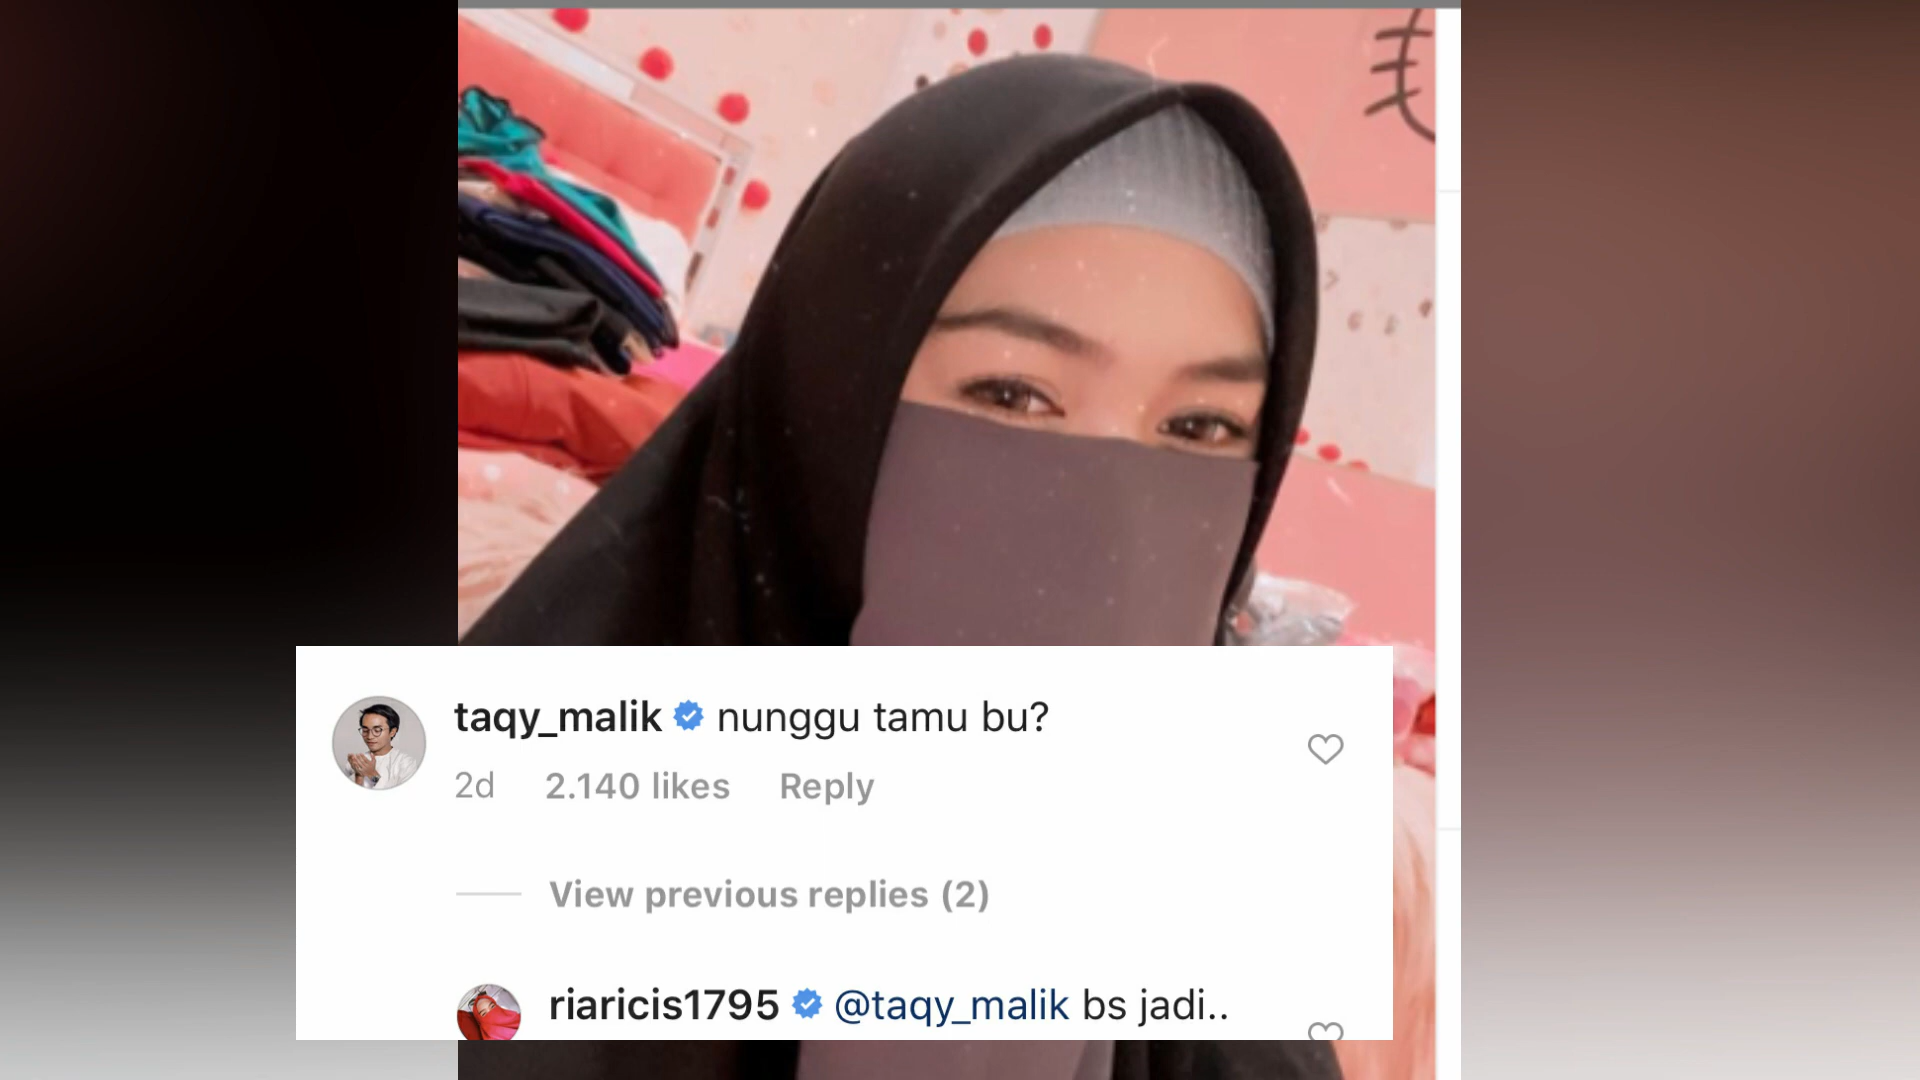 taqy_malik nunggu tamu bu?
2d 2.140 likes Reply
View previous replies (2)
riaricis1795 @taqy_malik bs jadi..